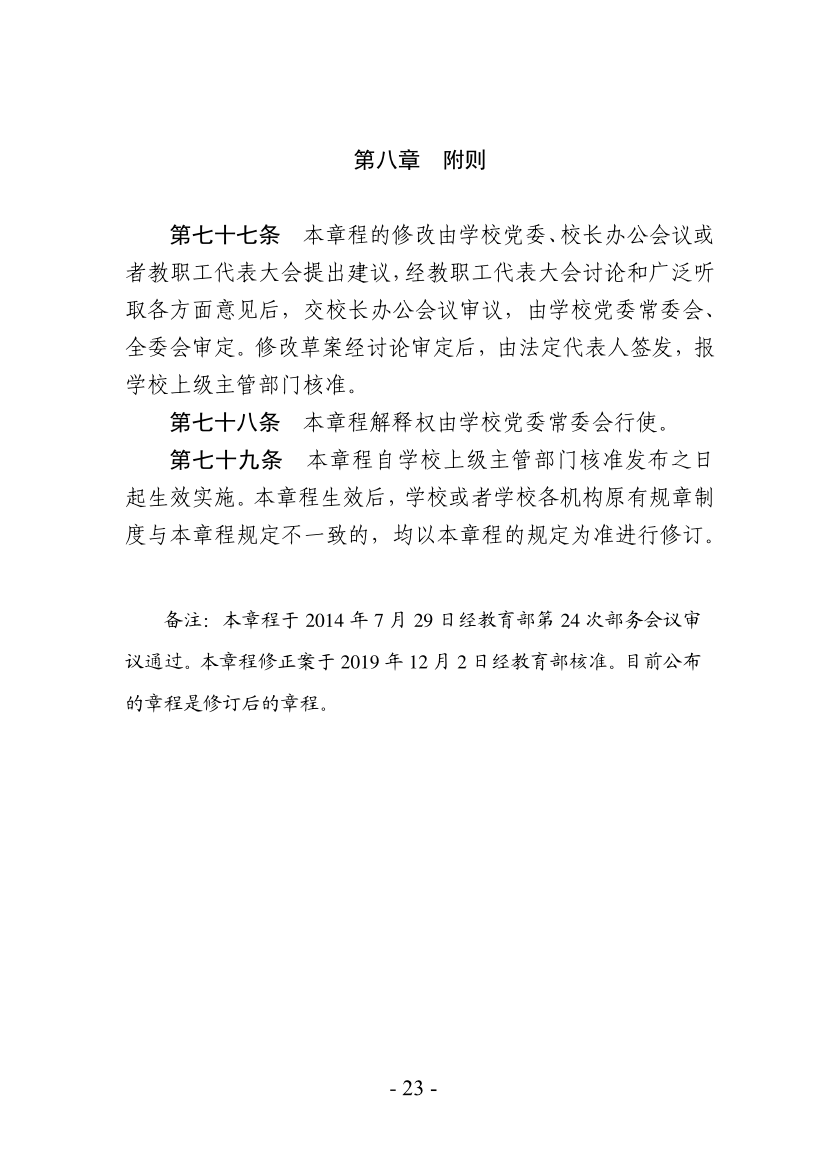 第八章　附则
第七十七条　本章程的修改由学校党委、校长办公会议或
者教职工代表大会提出建议，经教职工代表大会讨论和广泛听
取各方面意见后，交校长办公会议审议，由学校党委常委会、
全委会审定。修改草案经讨论审定后，由法定代表人签发，报
学校上级主管部门核准。
第七十八条　本章程解释权由学校党委常委会行使。
第七十九条　本章程自学校上级主管部门核准发布之日
起生效实施。本章程生效后，学校或者学校各机构原有规章制
度与本章程规定不一致的，均以本章程的规定为准进行修订。
备注：本章程于 2014 年 7 月 29 日经教育部第 24 次部务会议审
议通过。本章程修正案于 2019 年 12 月 2 日经教育部核准。目前公布
的章程是修订后的章程。
- 23 -